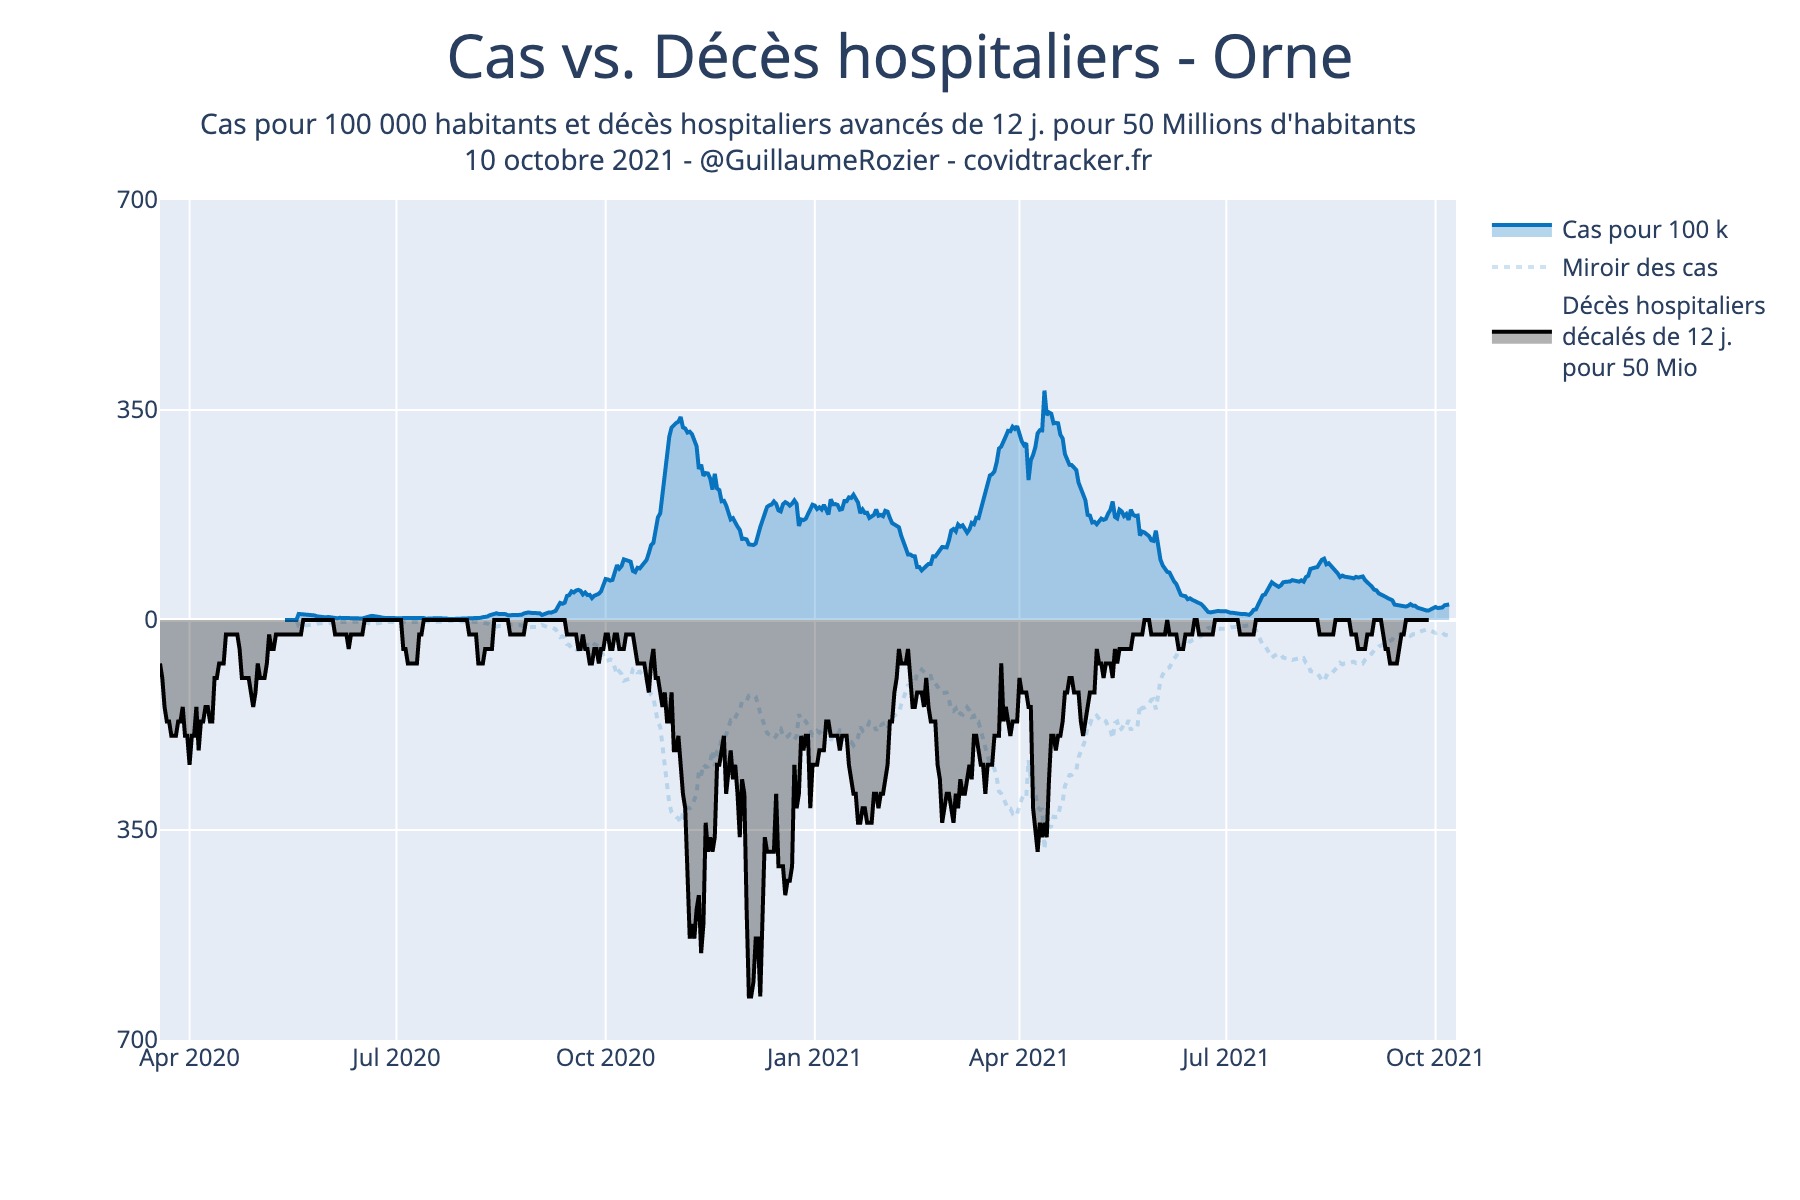 Cas vs. Décès hospitaliers - Orne
Cas pour 100 000 habitants et décès hospitaliers avancés de 12 j. pour 50 Millions d'habitants
10 octobre 2021 - @GuillaumeRozier - covidtracker.fr
700
350
0
350
700
Apr 2020
Jul 2020
Oct 2020
Jan 2021
Apr 2021
Jul 2021
Oct 2021
Cas pour 100 k
Miroir des cas
Décès hospitaliers
décalés de 12 j.
pour 50 Mio